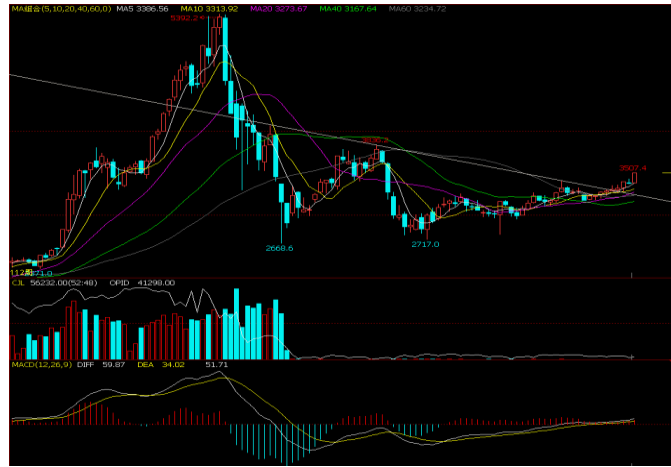 MA组合(5,10,20,40,60,0) MA5 3386.56 MA10 3313.92 MA20 3273.67 MA40 3167.64 MA60 3234.72
5392.2
3507.4
2668.6
2717.0
CJL 56232.00(52:48) OPID 41298.00
MACD(12,26,9) DIFF 59.87 DEA 34.02 51.71